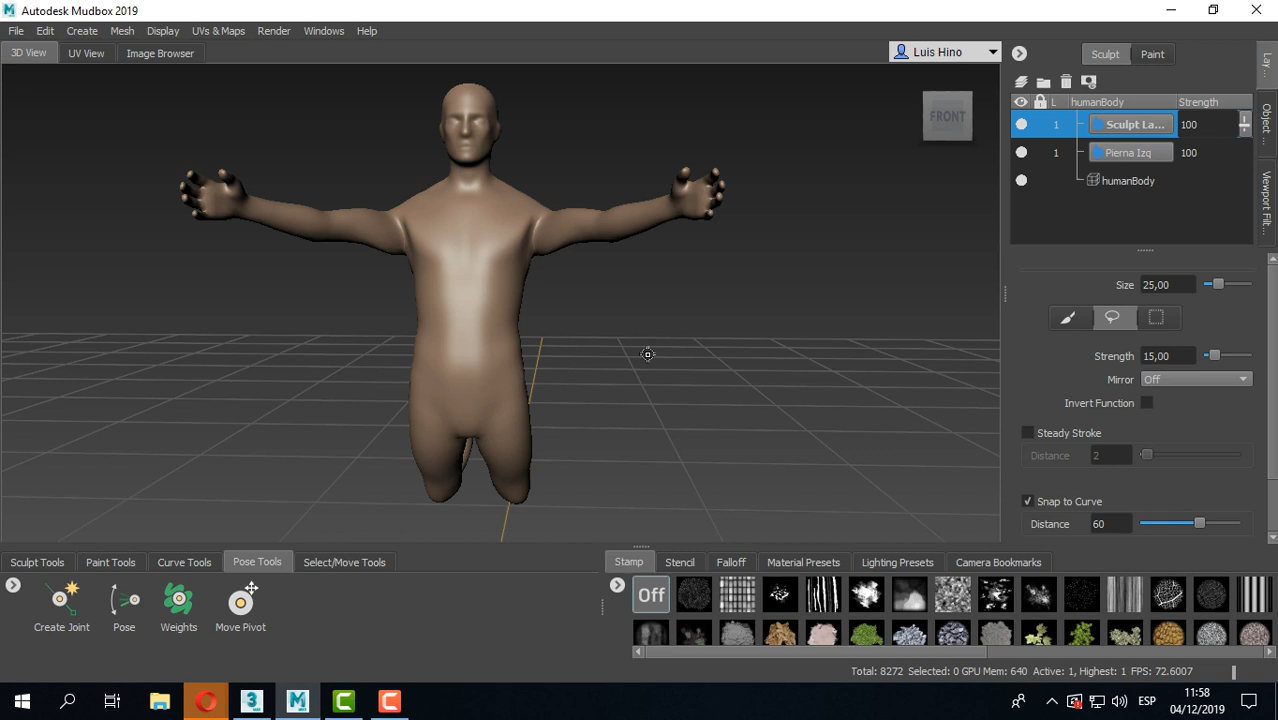 Autodesk Mudbox 2019
File Edit Create Mesh Display UVs & Maps Render Windows Help
3D View UV View Image Browser
Luis Hino
Sculpt Paint
Lay...
Object ...
Viewport Filt...
L humanBody Strength
1 Sculpt La... 100
1 Pierna Izq 100
humanBody
FRONT
Size 25,00
Strength 15,00
Mirror Off
Invert Function
Steady Stroke
Distance 2
Snap to Curve
Distance 60
Sculpt Tools Paint Tools Curve Tools Pose Tools Select/Move Tools
Create Joint Pose Weights Move Pivot
Stamp Stencil Falloff Material Presets Lighting Presets Camera Bookmarks
Off
Total: 8272 Selected: 0 GPU Mem: 640 Active: 1, Highest: 1 FPS: 72.6007
ESP
11:58
04/12/2019